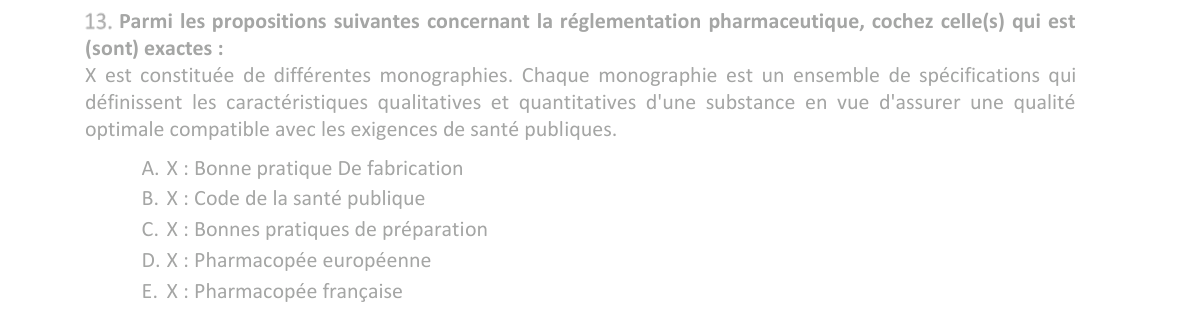 13. Parmi les propositions suivantes concernant la réglementation pharmaceutique, cochez celle(s) qui est
(sont) exactes :
X est constituée de différentes monographies. Chaque monographie est un ensemble de spécifications qui
définissent les caractéristiques qualitatives et quantitatives d'une substance en vue d'assurer une qualité
optimale compatible avec les exigences de santé publiques.
A. X : Bonne pratique De fabrication
B. X : Code de la santé publique
C. X : Bonnes pratiques de préparation
D. X : Pharmacopée européenne
E. X : Pharmacopée française